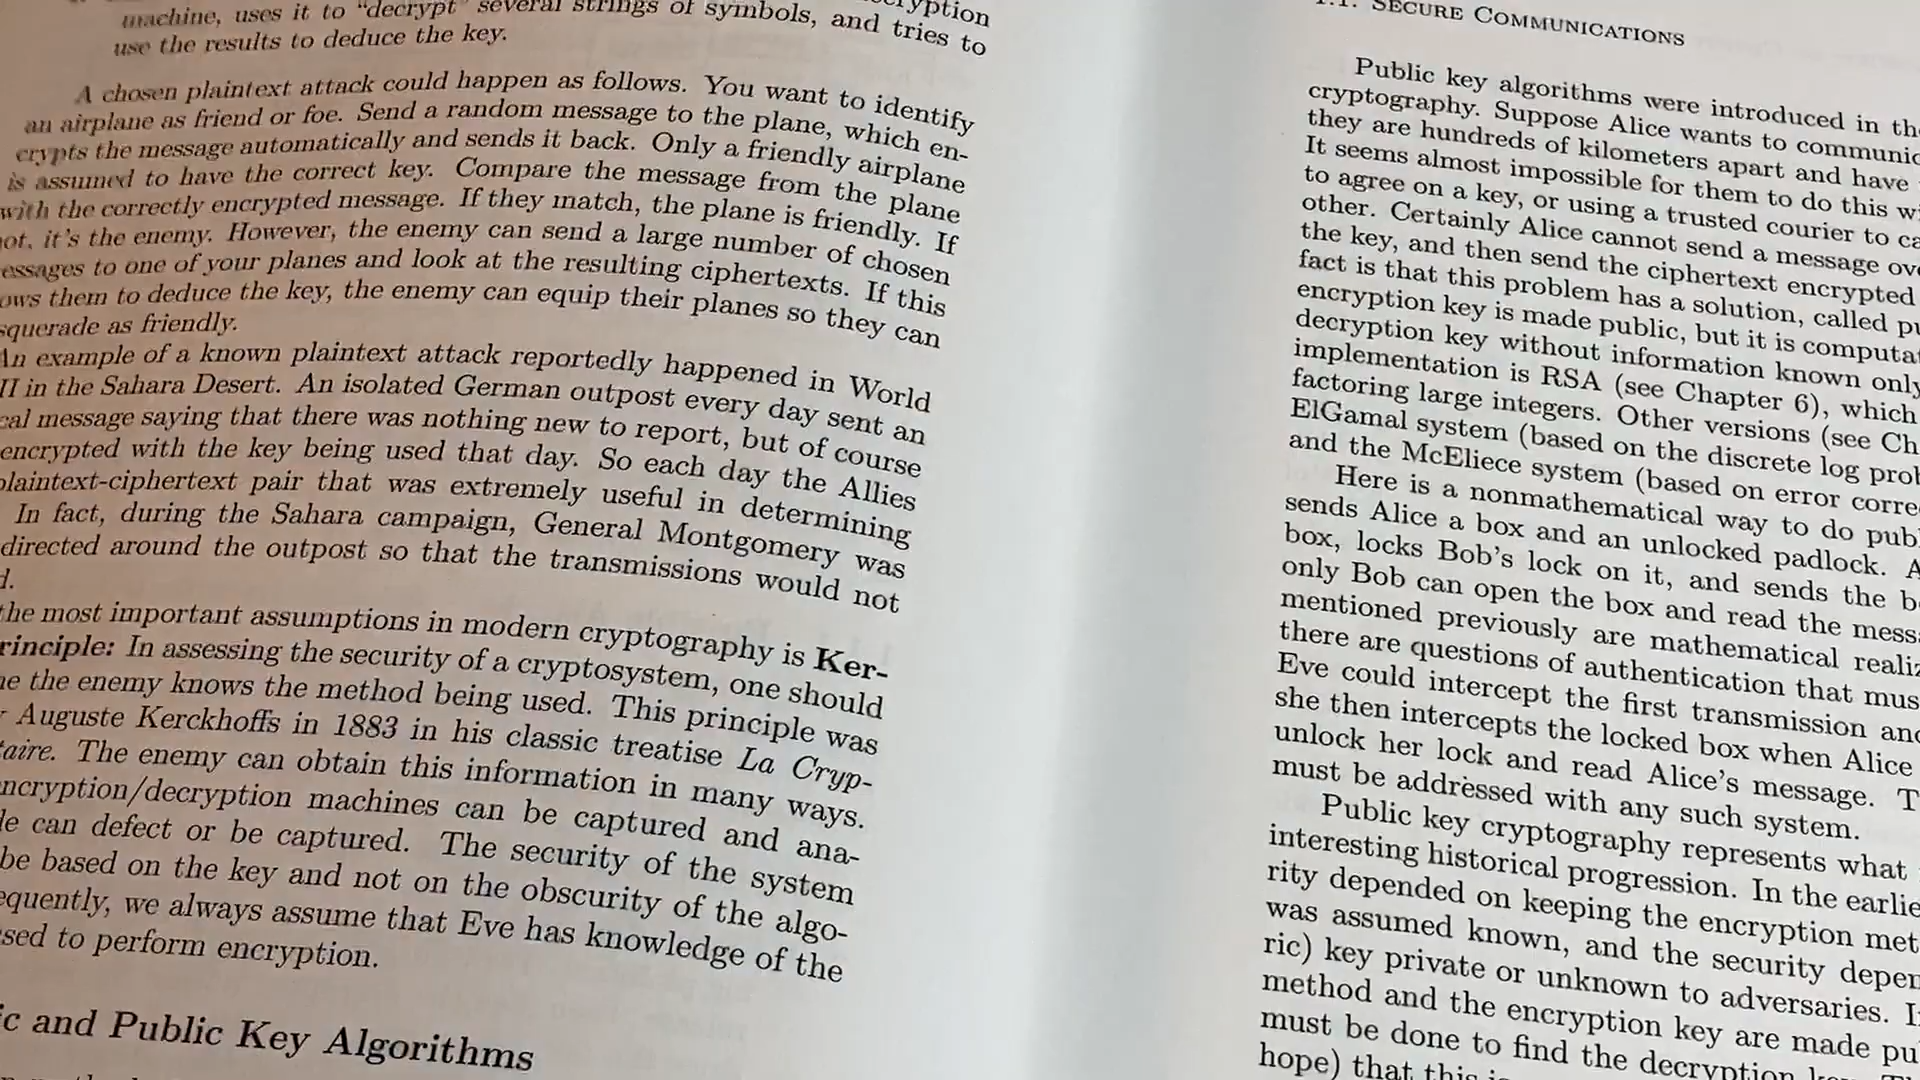 machine, uses it to "decrypt" several strings of symbols, and tries to
use the results to deduce the key.
A chosen plaintext attack could happen as follows. You want to identify
an airplane as friend or foe. Send a random message to the plane, which en-
crypts the message automatically and sends it back. Only a friendly airplane
is assumed to have the correct key. Compare the message from the plane
with the correctly encrypted message. If they match, the plane is friendly. If
it's the enemy. However, the enemy can send a large number of chosen
to one of your planes and look at the resulting ciphertexts. If this
them to deduce the key, the enemy can equip their planes so they can
as friendly.
An example of a known plaintext attack reportedly happened in World
II in the Sahara Desert. An isolated German outpost every day sent an
message saying that there was nothing new to report, but of course
encrypted with the key being used that day. So each day the Allies
plaintext-ciphertext pair that was extremely useful in determining
In fact, during the Sahara campaign, General Montgomery was
directed around the outpost so that the transmissions would not
the most important assumptions in modern cryptography is Ker-
rinciple: In assessing the security of a cryptosystem, one should
the enemy knows the method being used. This principle was
Auguste Kerckhoffs in 1883 in his classic treatise La Cryp-
taire. The enemy can obtain this information in many ways.
ncryption/decryption machines can be captured and ana-
can defect or be captured. The security of the system
be based on the key and not on the obscurity of the algo-
equently, we always assume that Eve has knowledge of the
sed to perform encryption.
c and Public Key Algorithms
SECURE COMMUNICATIONS
Public key algorithms were introduced in th
cryptography. Suppose Alice wants to communic
they are hundreds of kilometers apart and have
It seems almost impossible for them to do this wi
to agree on a key, or using a trusted courier to ca
other. Certainly Alice cannot send a message ove
the key, and then send the ciphertext encrypted
fact is that this problem has a solution, called pu
encryption key is made public, but it is computat
decryption key without information known only
implementation is RSA (see Chapter 6), which
factoring large integers. Other versions (see Ch
ElGamal system (based on the discrete log prob
and the McEliece system (based on error corre
Here is a nonmathematical way to do publ
sends Alice a box and an unlocked padlock. A
box, locks Bob's lock on it, and sends the b
only Bob can open the box and read the mess
mentioned previously are mathematical realiz
there are questions of authentication that mus
Eve could intercept the first transmission and
she then intercepts the locked box when Alice
unlock her lock and read Alice's message. T
must be addressed with any such system.
Public key cryptography represents what
interesting historical progression. In the earlie
rity depended on keeping the encryption met
was assumed known, and the security depen
ric) key private or unknown to adversaries. I
method and the encryption key are made pu
must be done to find the decryption
hope) that this